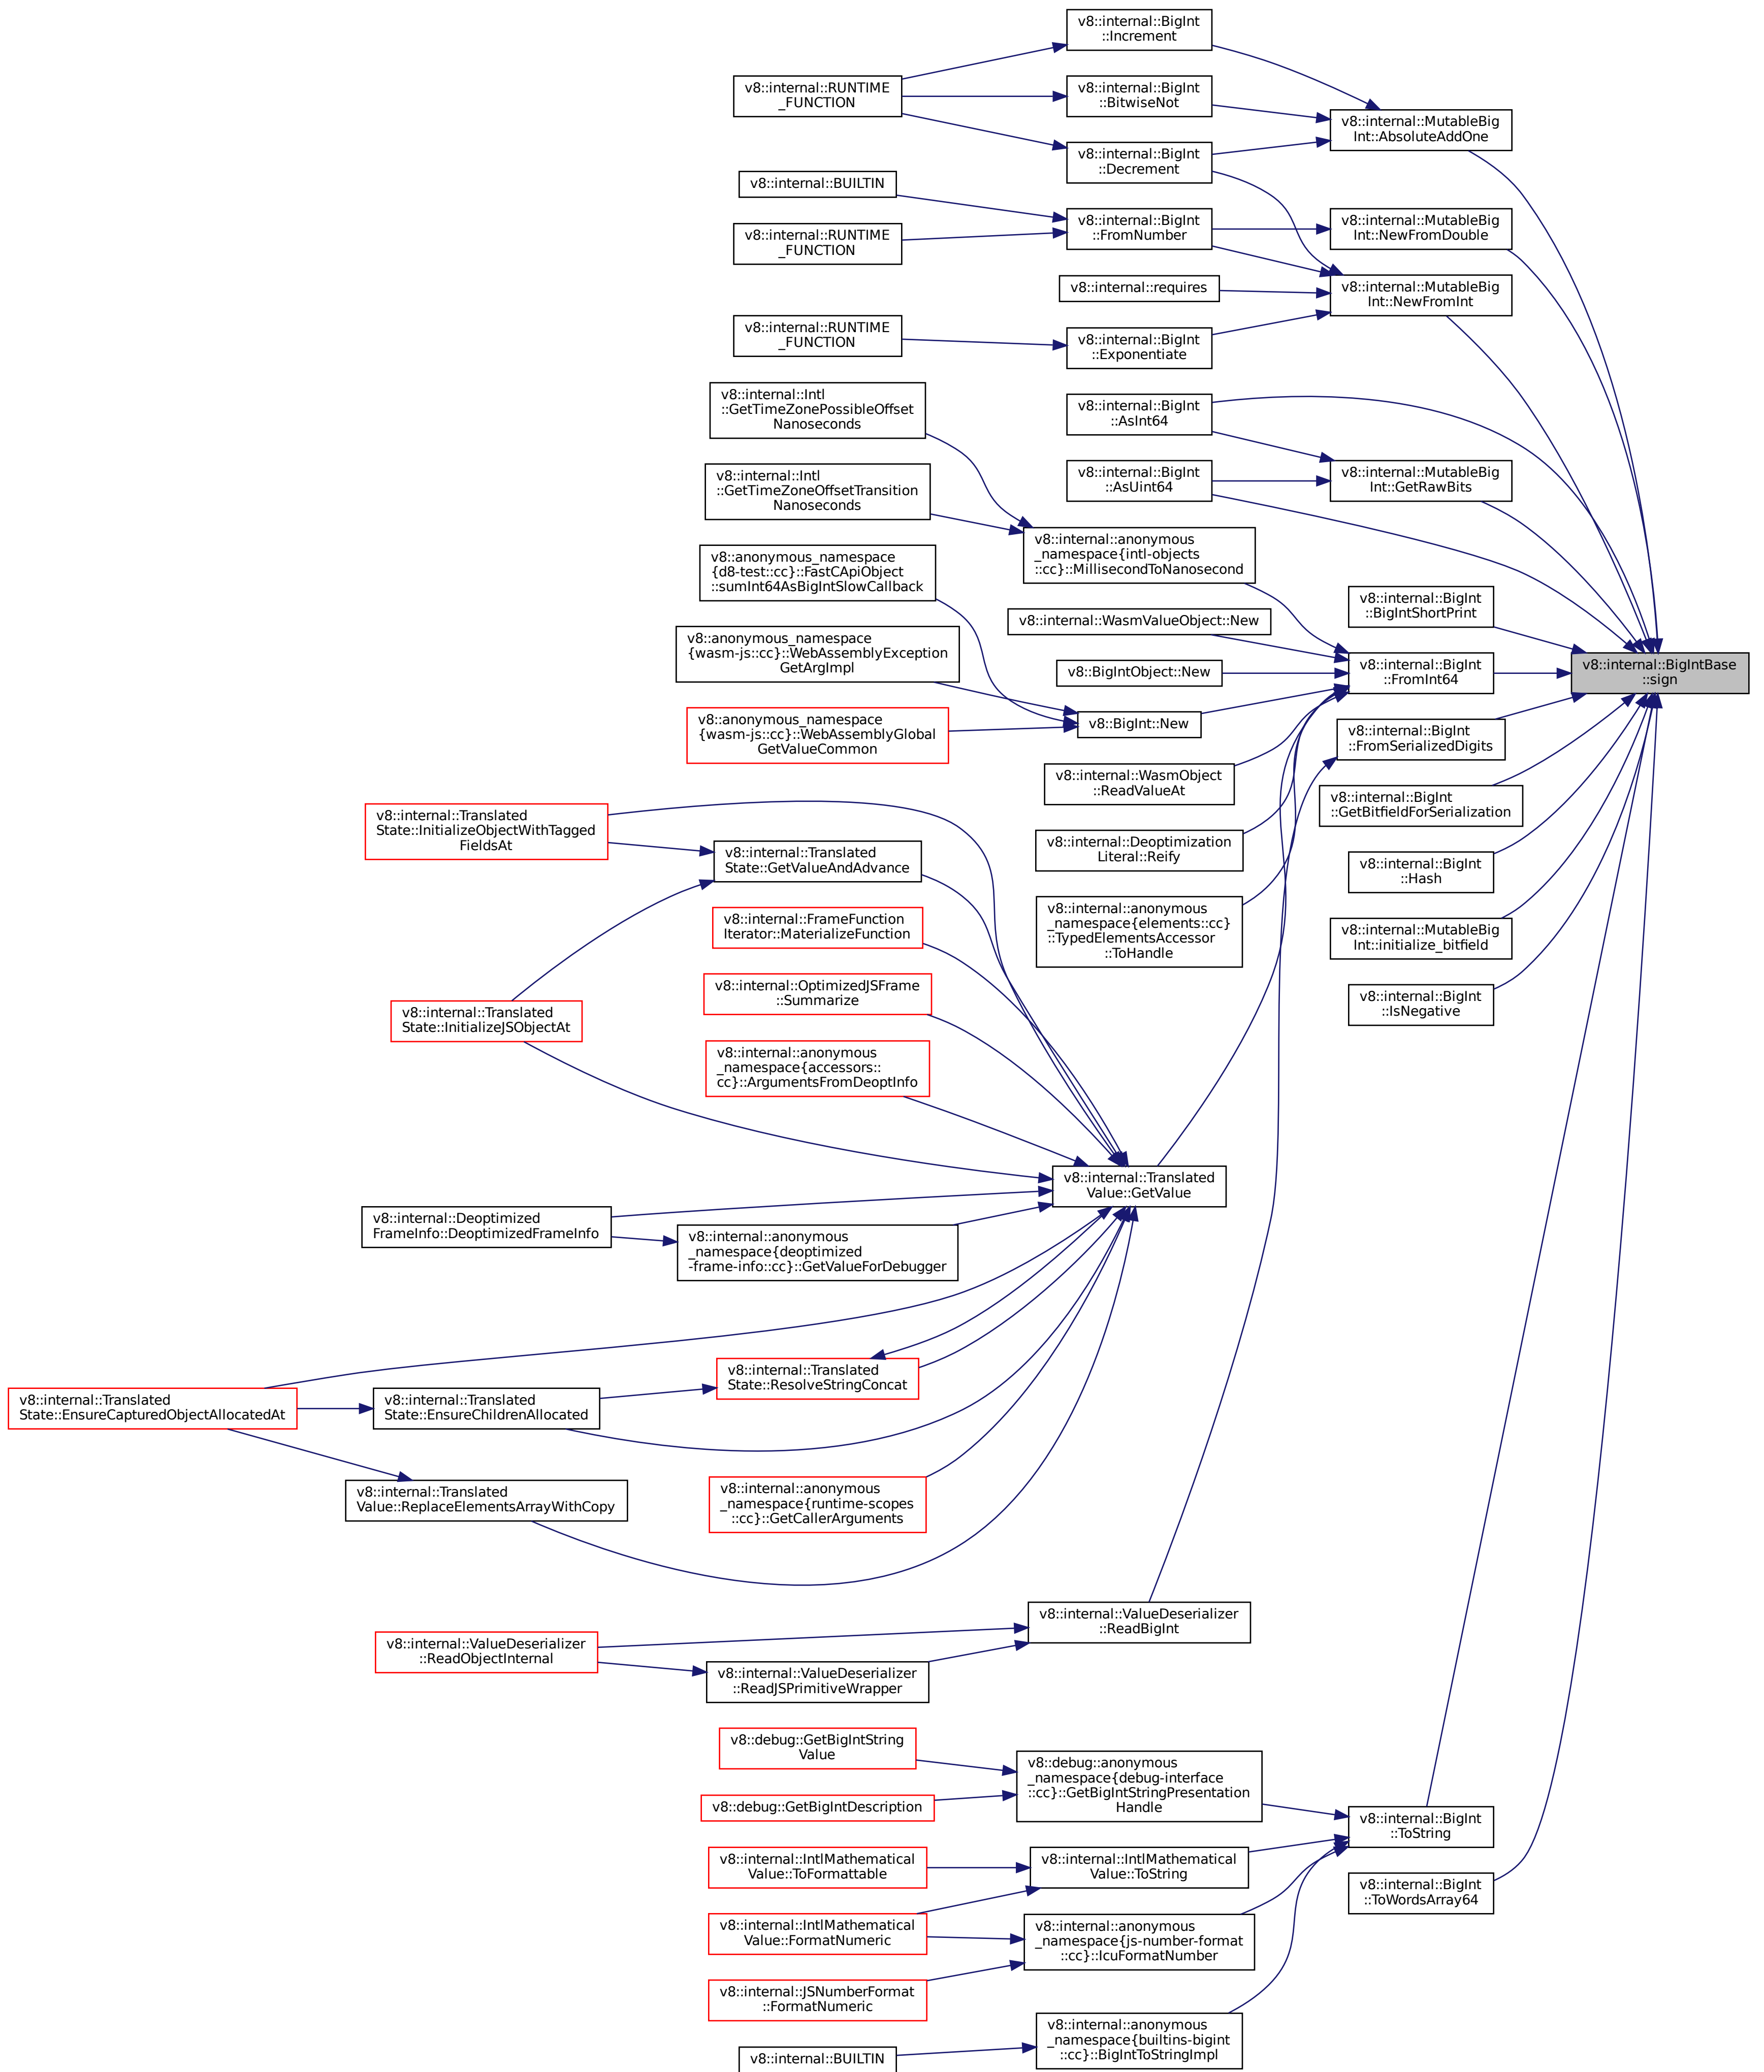 v8::internal::BigInt
::Increment
v8::internal::RUNTIME
_FUNCTION
v8::internal::BigInt
::BitwiseNot
v8::internal::MutableBig
Int::AbsoluteAddOne
v8::internal::BigInt
::Decrement
v8::internal::BUILTIN
v8::internal::BigInt
::FromNumber
v8::internal::MutableBig
Int::NewFromDouble
v8::internal::RUNTIME
_FUNCTION
v8::internal::requires
v8::internal::MutableBig
Int::NewFromInt
v8::internal::RUNTIME
_FUNCTION
v8::internal::BigInt
::Exponentiate
v8::internal::Intl
::GetTimeZonePossibleOffset
Nanoseconds
v8::internal::BigInt
::AsInt64
v8::internal::Intl
::GetTimeZoneOffsetTransition
Nanoseconds
v8::internal::BigInt
::AsUint64
v8::internal::MutableBig
Int::GetRawBits
v8::internal::anonymous
_namespace{intl-objects
::cc}::MillisecondToNanosecond
v8::anonymous_namespace
{d8-test::cc}::FastCApiObject
::sumInt64AsBigIntSlowCallback
v8::internal::BigInt
::BigIntShortPrint
v8::internal::WasmValueObject::New
v8::anonymous_namespace
{wasm-js::cc}::WebAssemblyException
GetArgImpl
v8::BigIntObject::New
v8::internal::BigInt
::FromInt64
v8::internal::BigIntBase
::sign
v8::anonymous_namespace
{wasm-js::cc}::WebAssemblyGlobal
GetValueCommon
v8::BigInt::New
v8::internal::BigInt
::FromSerializedDigits
v8::internal::WasmObject
::ReadValueAt
v8::internal::BigInt
::GetBitfieldForSerialization
v8::internal::Translated
State::InitializeObjectWithTagged
FieldsAt
v8::internal::Translated
State::GetValueAndAdvance
v8::internal::Deoptimization
Literal::Reify
v8::internal::BigInt
::Hash
v8::internal::FrameFunction
Iterator::MaterializeFunction
v8::internal::anonymous
_namespace{elements::cc}
::TypedElementsAccessor
::ToHandle
v8::internal::MutableBig
Int::initialize_bitfield
v8::internal::OptimizedJSFrame
::Summarize
v8::internal::BigInt
::IsNegative
v8::internal::Translated
State::InitializeJSObjectAt
v8::internal::anonymous
_namespace{accessors::
cc}::ArgumentsFromDeoptInfo
v8::internal::Translated
Value::GetValue
v8::internal::Deoptimized
FrameInfo::DeoptimizedFrameInfo
v8::internal::anonymous
_namespace{deoptimized
-frame-info::cc}::GetValueForDebugger
v8::internal::Translated
State::ResolveStringConcat
v8::internal::Translated
State::EnsureCapturedObjectAllocatedAt
v8::internal::Translated
State::EnsureChildrenAllocated
v8::internal::Translated
Value::ReplaceElementsArrayWithCopy
v8::internal::anonymous
_namespace{runtime-scopes
::cc}::GetCallerArguments
v8::internal::ValueDeserializer
::ReadBigInt
v8::internal::ValueDeserializer
::ReadObjectInternal
v8::internal::ValueDeserializer
::ReadJSPrimitiveWrapper
v8::debug::GetBigIntString
Value
v8::debug::anonymous
_namespace{debug-interface
::cc}::GetBigIntStringPresentation
Handle
v8::debug::GetBigIntDescription
v8::internal::BigInt
::ToString
v8::internal::IntlMathematical
Value::ToFormattable
v8::internal::IntlMathematical
Value::ToString
v8::internal::BigInt
::ToWordsArray64
v8::internal::IntlMathematical
Value::FormatNumeric
v8::internal::anonymous
_namespace{js-number-format
::cc}::IcuFormatNumber
v8::internal::JSNumberFormat
::FormatNumeric
v8::internal::anonymous
_namespace{builtins-bigint
::cc}::BigIntToStringImpl
v8::internal::BUILTIN